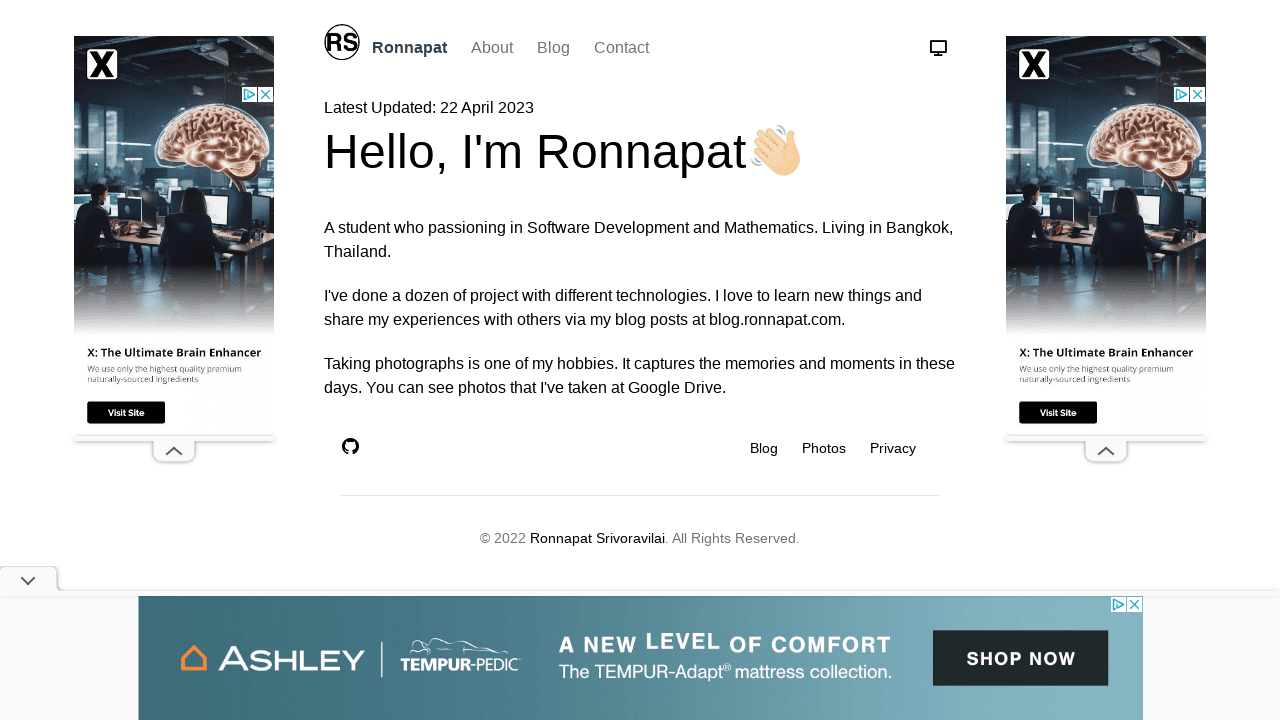 RS Ronnapat About Blog Contact
Latest Updated: 22 April 2023
Hello, I'm Ronnapat👋🏻
A student who passioning in Software Development and Mathematics. Living in Bangkok,
Thailand.
I've done a dozen of project with different technologies. I love to learn new things and
share my experiences with others via my blog posts at blog.ronnapat.com.
Taking photographs is one of my hobbies. It captures the memories and moments in these
days. You can see photos that I've taken at Google Drive.
Blog Photos Privacy
© 2022 Ronnapat Srivoravilai. All Rights Reserved.
X
X: The Ultimate Brain Enhancer
We use only the highest quality premium
naturally-sourced ingredients
Visit Site
X
X: The Ultimate Brain Enhancer
We use only the highest quality premium
naturally-sourced ingredients
Visit Site
ASHLEY | TEMPUR-PEDIC®
A NEW LEVEL OF COMFORT
The TEMPUR-Adapt® mattress collection.
SHOP NOW